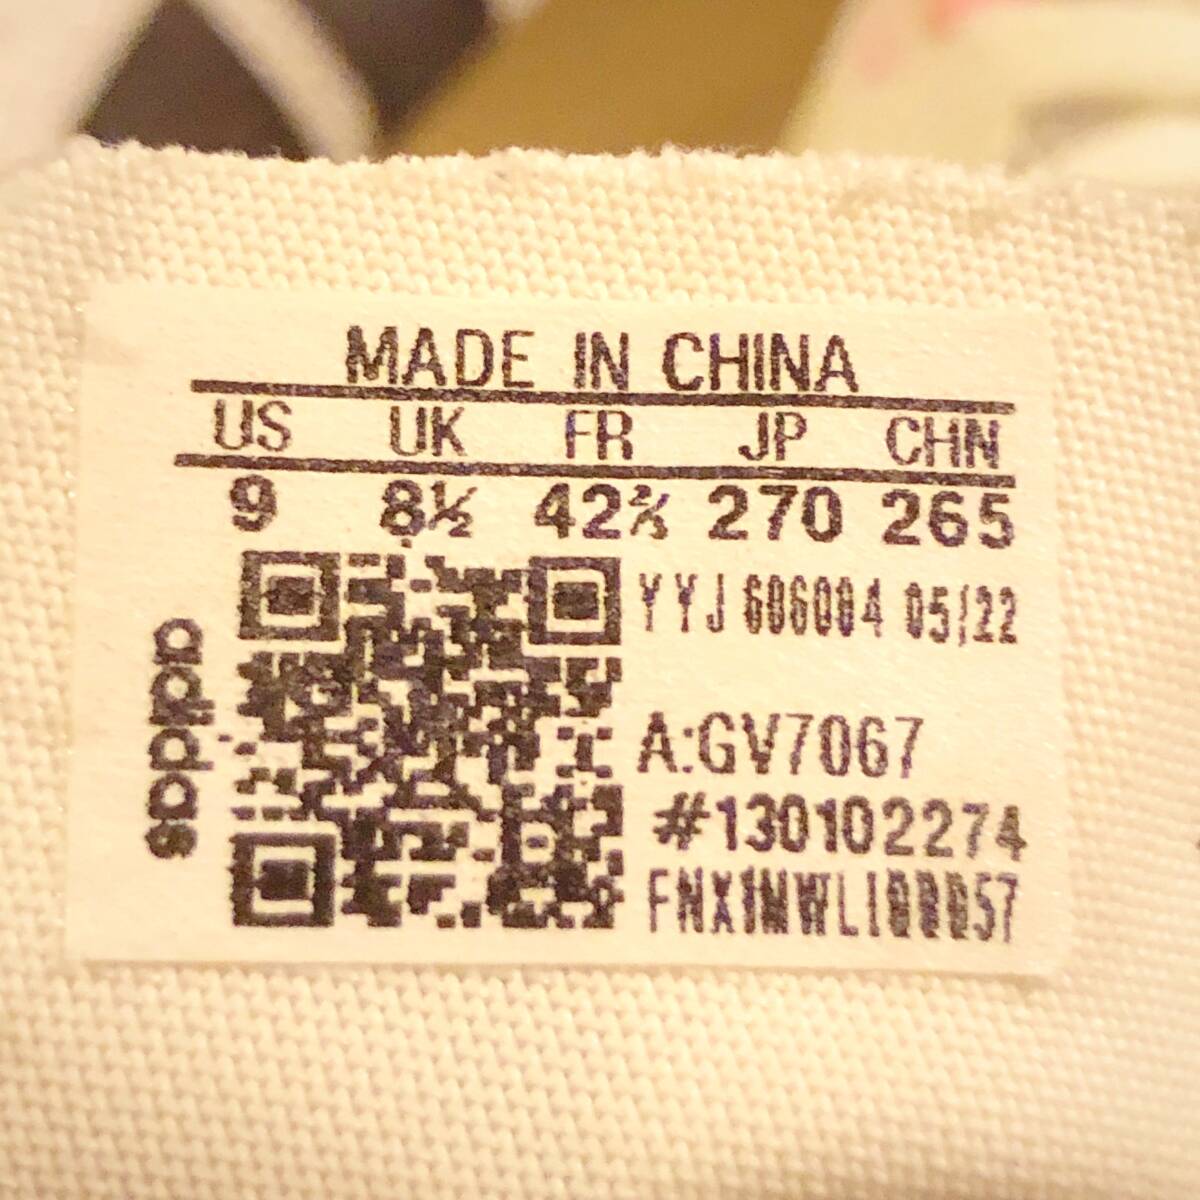 MADE IN CHINA
US UK FR JP CHN
9 8½ 42⅔ 270 265
adidas
YYJ 606004 05/22
A:GV7067
#130102274